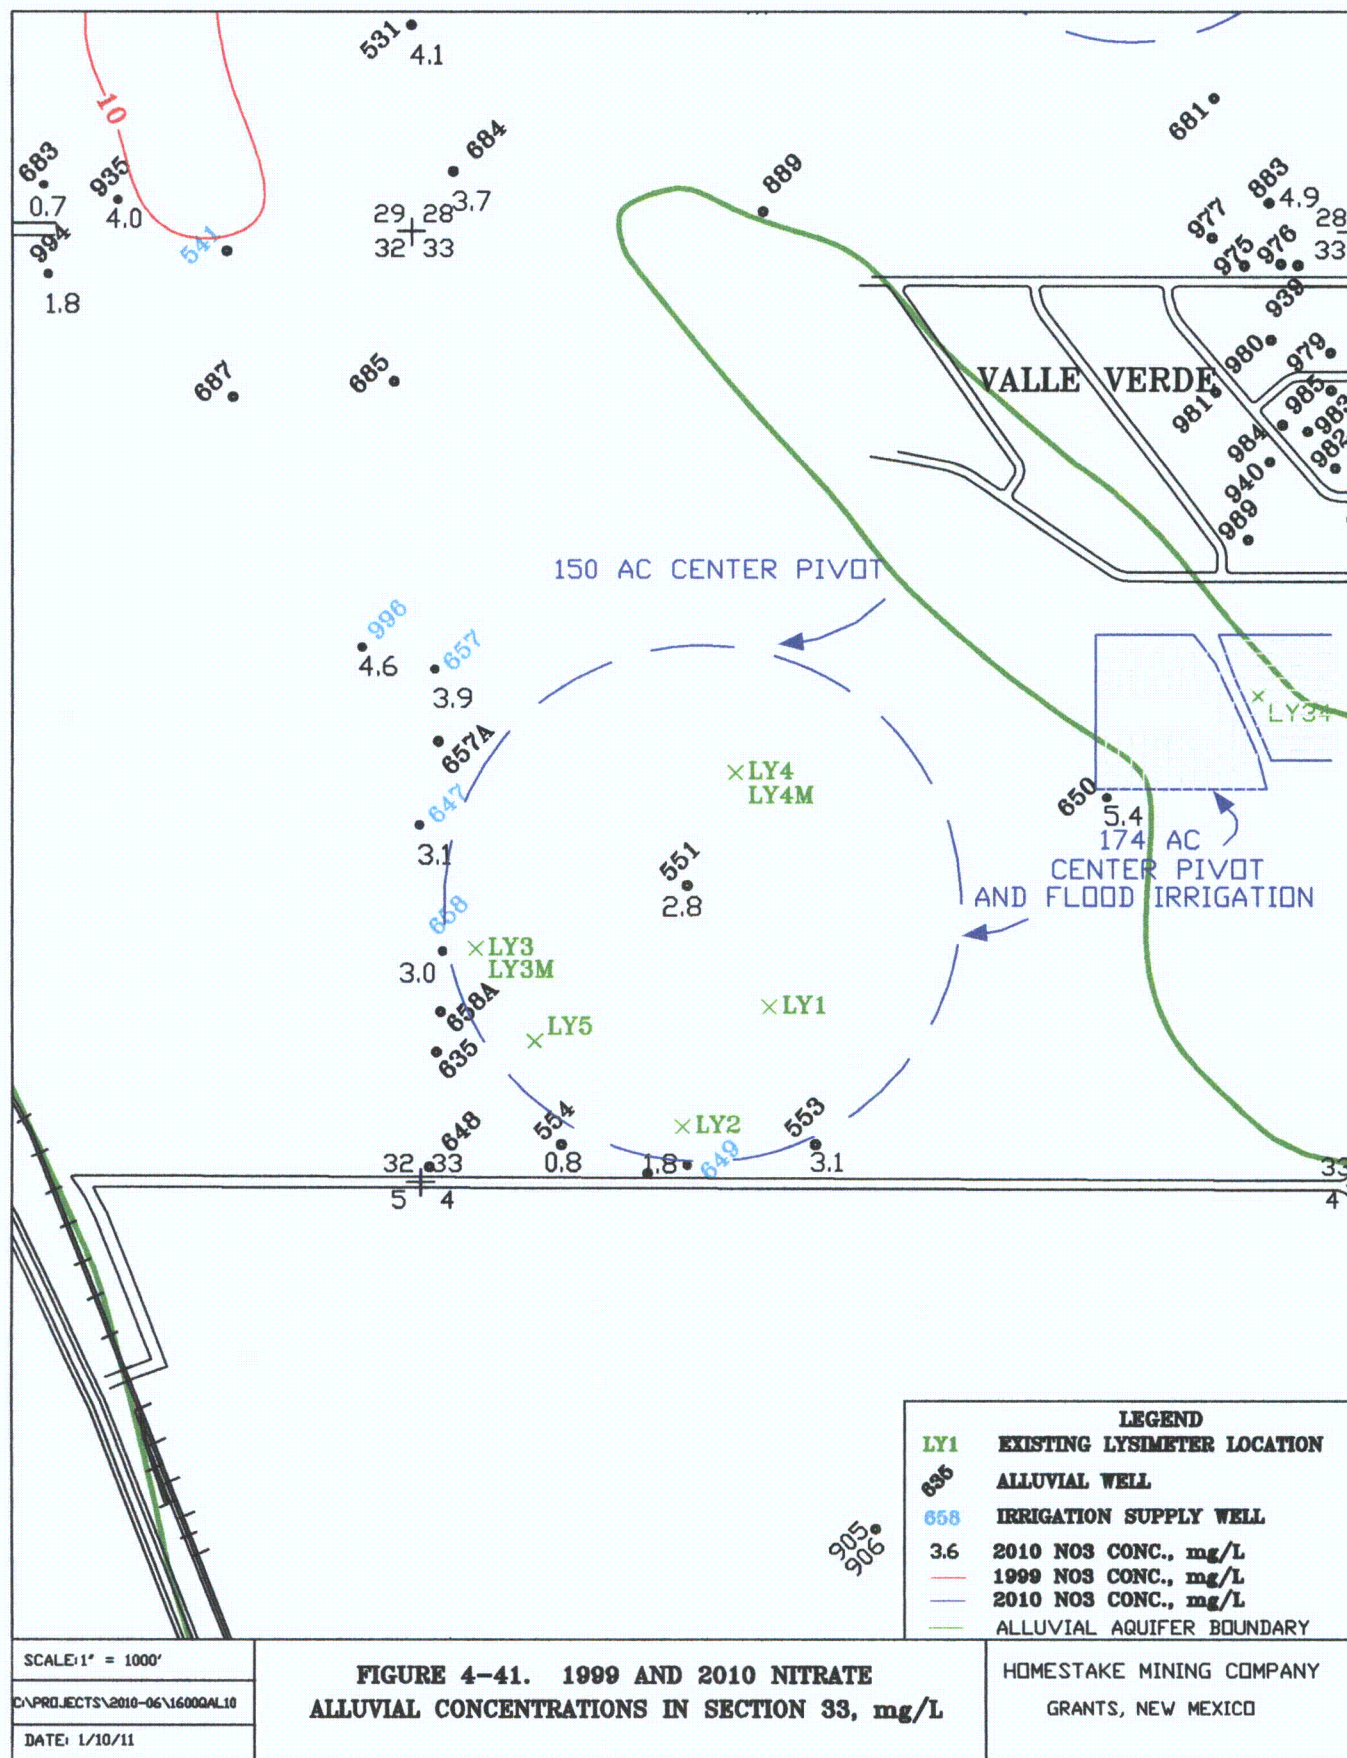 531
4.1
681
684
3.7
889
10
683
0.7
935
4.0
883
4.9
977
975
976
939
28
33
29 28
32 33
994
1.8
541
687
685
VALLE VERDE
980
979
981
985
983
984
982
940
989
150 AC CENTER PIVOT
996
4.6
657
3.9
657A
LY34
LY4
LY4M
647
3.1
650
5.4
174 AC
CENTER PIVOT
AND FLOOD IRRIGATION
551
2.8
658
3.0
LY3
LY3M
658A
LY1
LY5
635
LY2
648
554
0.8
1.8
649
553
3.1
32 33
5 4
33
4
905
906
LEGEND
LY1 EXISTING LYSIMETER LOCATION
635 ALLUVIAL WELL
658 IRRIGATION SUPPLY WELL
3.6 2010 NO3 CONC., mg/L
1999 NO3 CONC., mg/L
2010 NO3 CONC., mg/L
ALLUVIAL AQUIFER BOUNDARY
SCALE:1" = 1000'
C:\PROJECTS\2010-06\1600QAL10
DATE: 1/10/11
FIGURE 4-41. 1999 AND 2010 NITRATE
ALLUVIAL CONCENTRATIONS IN SECTION 33, mg/L
HOMESTAKE MINING COMPANY
GRANTS, NEW MEXICO